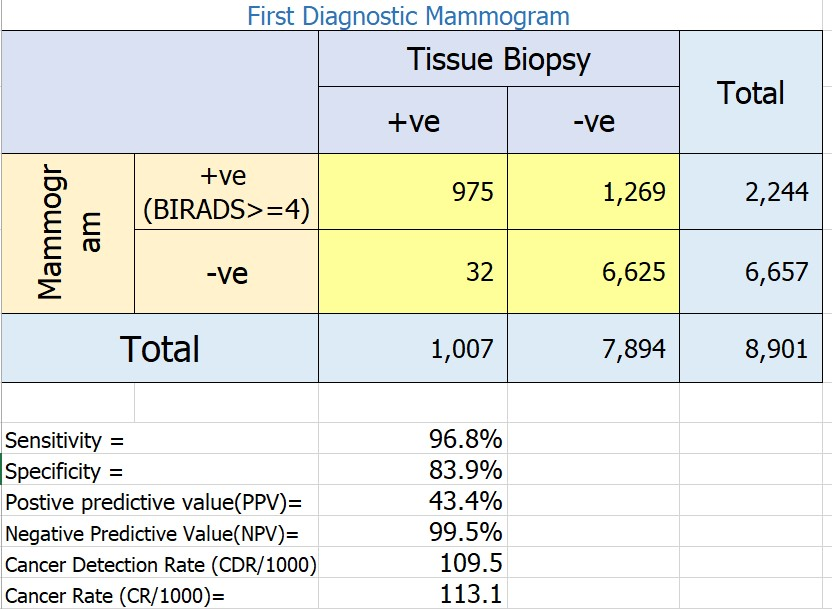 First Diagnostic Mammogram
Tissue Biopsy
Total
+ve
-ve
Mammogr
am
+ve
(BIRADS>=4)
975
1,269
2,244
-ve
32
6,625
6,657
Total
1,007
7,894
8,901
Sensitivity =
96.8%
Specificity =
83.9%
Postive predictive value(PPV)=
43.4%
Negative Predictive Value(NPV)=
99.5%
Cancer Detection Rate (CDR/1000)
109.5
Cancer Rate (CR/1000)=
113.1